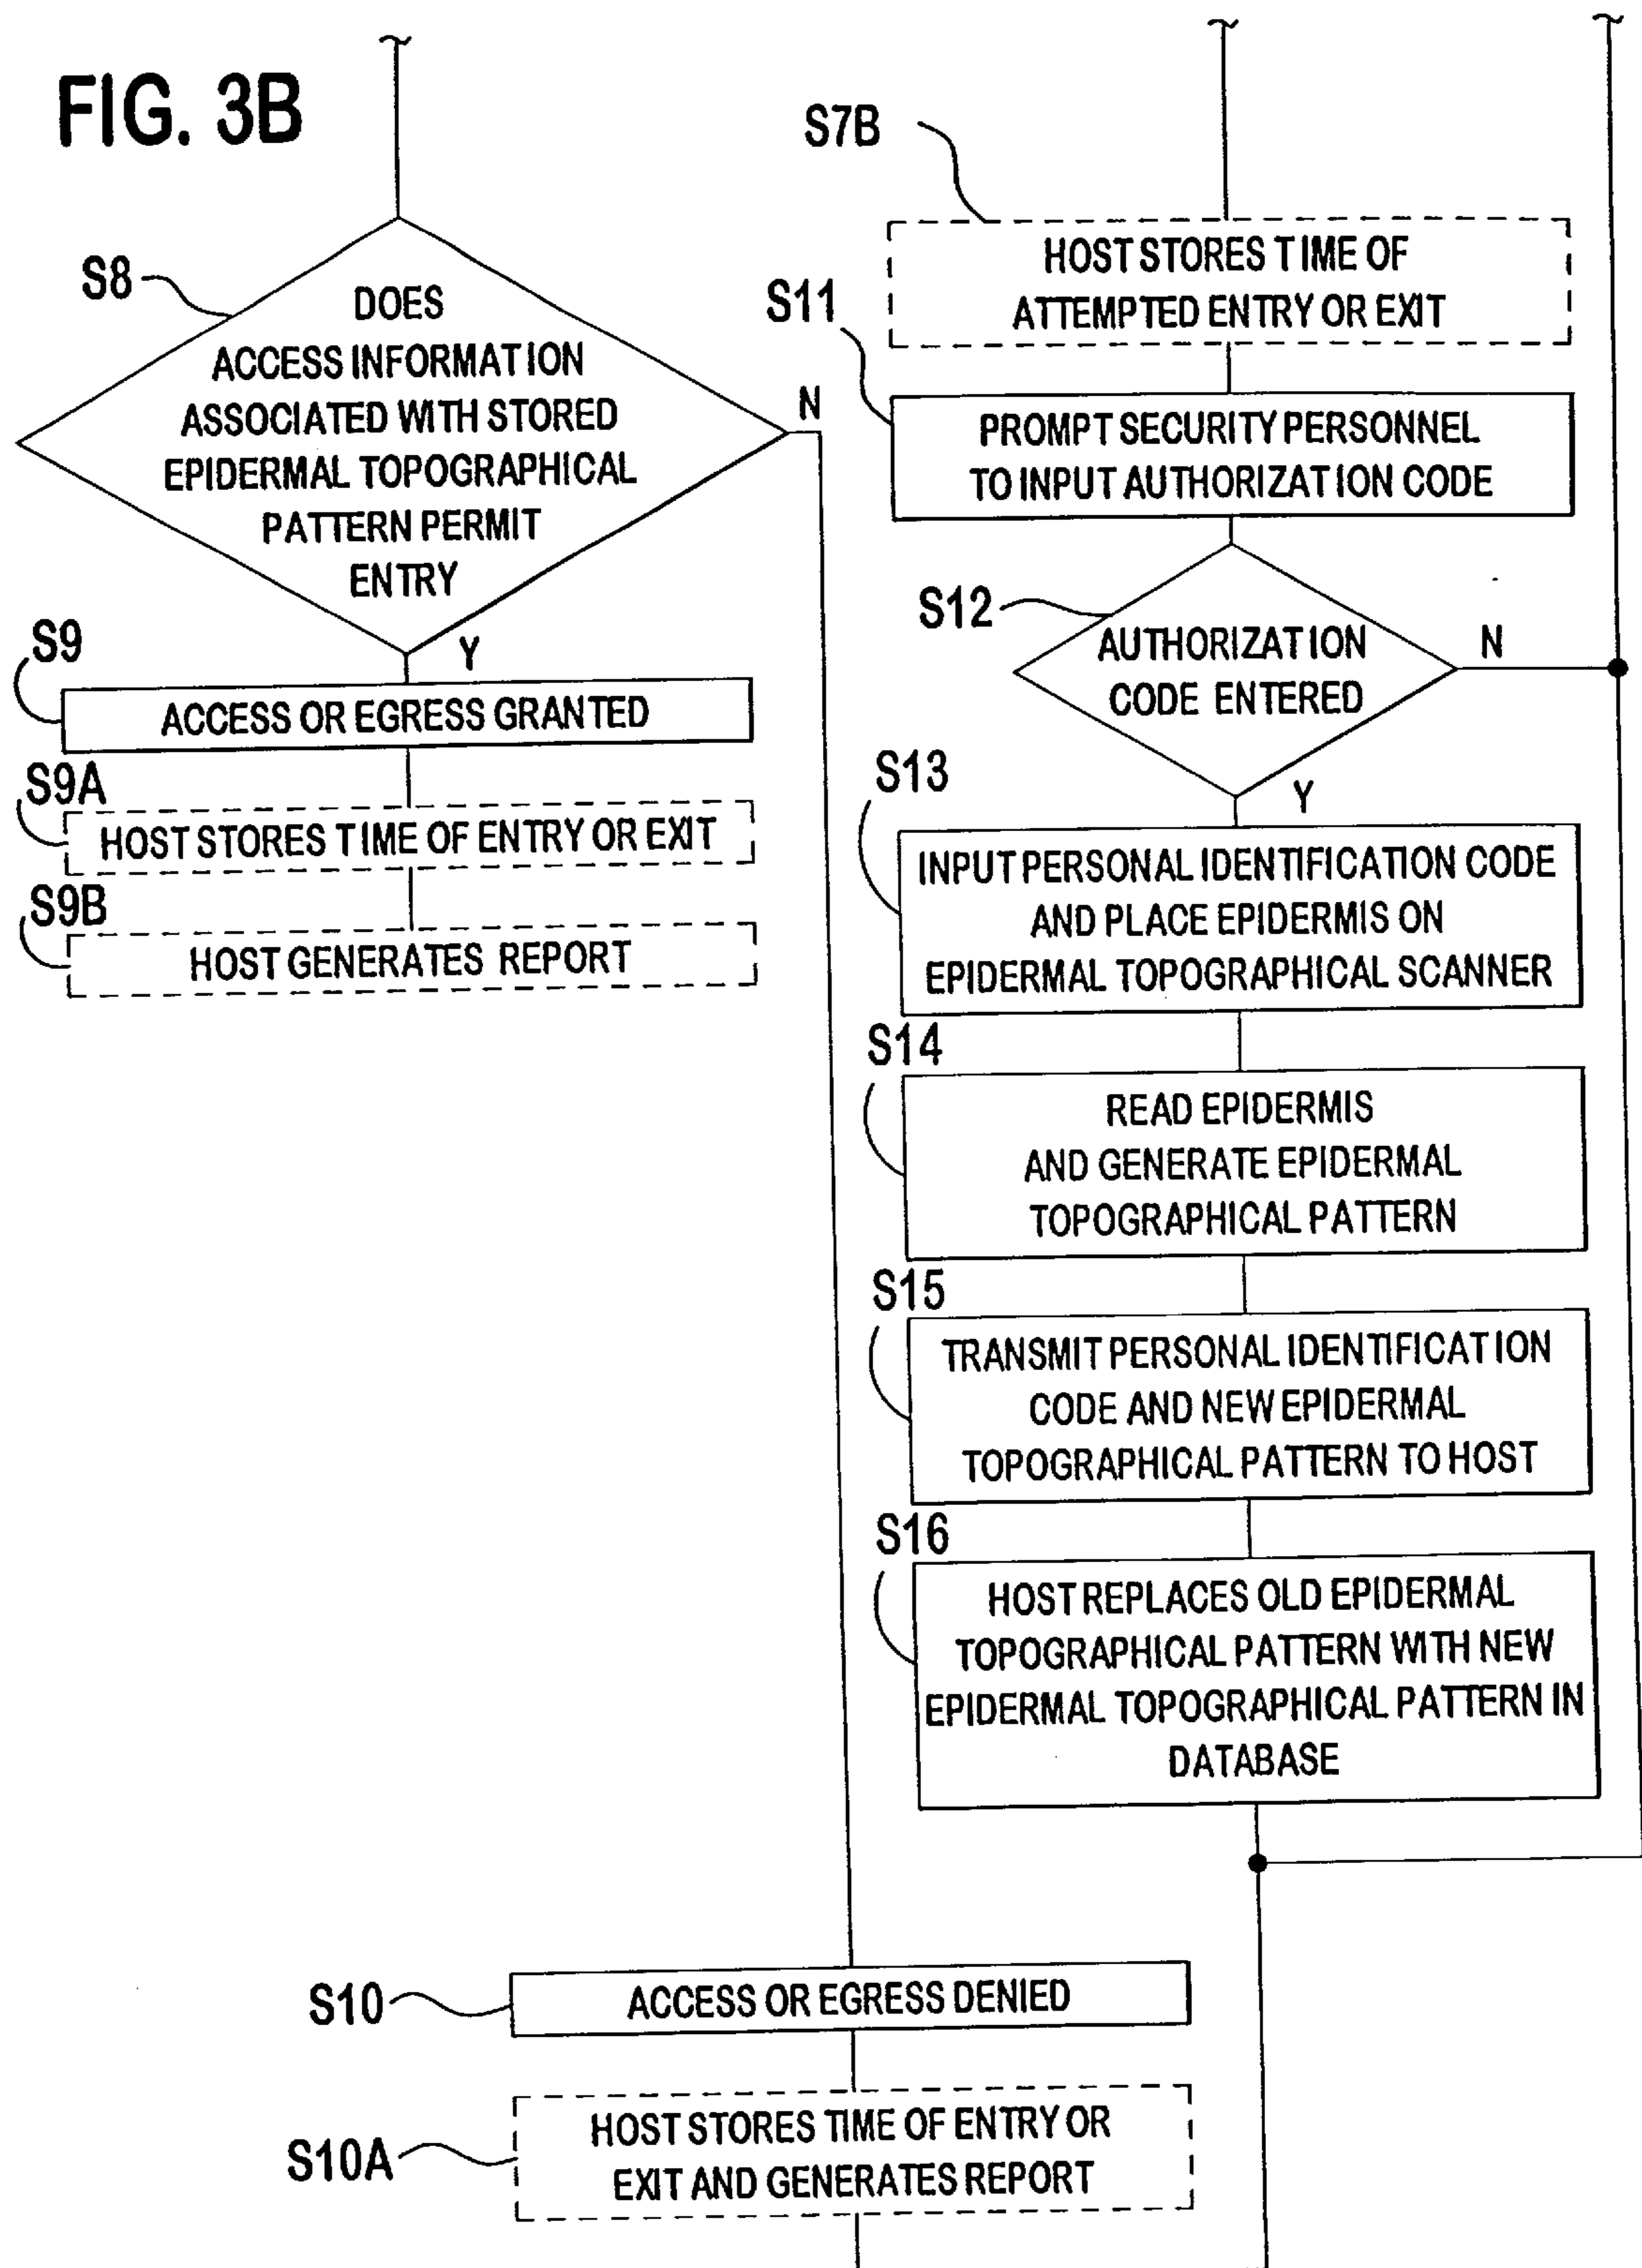 FIG. 3B
S8
DOES
ACCESS INFORMATION
ASSOCIATED WITH STORED
EPIDERMAL TOPOGRAPHICAL
PATTERN PERMIT
ENTRY
N
Y
S9
ACCESS OR EGRESS GRANTED
S9A
HOST STORES TIME OF ENTRY OR EXIT
S9B
HOST GENERATES REPORT
S7B
HOST STORES TIME OF
ATTEMPTED ENTRY OR EXIT
S11
PROMPT SECURITY PERSONNEL
TO INPUT AUTHORIZATION CODE
S12
AUTHORIZATION
CODE ENTERED
N
Y
S13
INPUT PERSONAL IDENTIFICATION CODE
AND PLACE EPIDERMIS ON
EPIDERMAL TOPOGRAPHICAL SCANNER
S14
READ EPIDERMIS
AND GENERATE EPIDERMAL
TOPOGRAPHICAL PATTERN
S15
TRANSMIT PERSONAL IDENTIFICATION
CODE AND NEW EPIDERMAL
TOPOGRAPHICAL PATTERN TO HOST
S16
HOST REPLACES OLD EPIDERMAL
TOPOGRAPHICAL PATTERN WITH NEW
EPIDERMAL TOPOGRAPHICAL PATTERN IN
DATABASE
S10
ACCESS OR EGRESS DENIED
S10A
HOST STORES TIME OF ENTRY OR
EXIT AND GENERATES REPORT